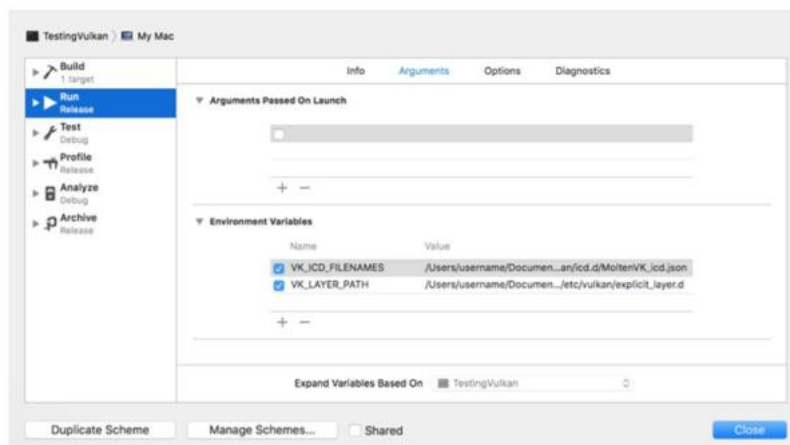 TestingVulkan 〉 My Mac
Build
1 target
Run
Release
Test
Debug
Profile
Release
Analyze
Debug
Archive
Release
Info Arguments Options Diagnostics
Arguments Passed On Launch
+ −
Environment Variables
Name Value
VK_ICD_FILENAMES /Users/username/Documen...an/icd.d/MoltenVK_icd.json
VK_LAYER_PATH /Users/username/Documen.../etc/vulkan/explicit_layer.d
+ −
Expand Variables Based On TestingVulkan
Duplicate Scheme Manage Schemes... Shared Close